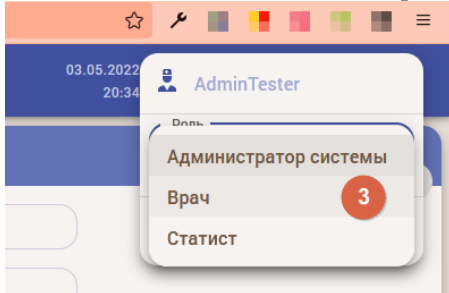 03.05.2022
20:34
AdminTester
Роль
Администратор системы
Врач
3
Статист